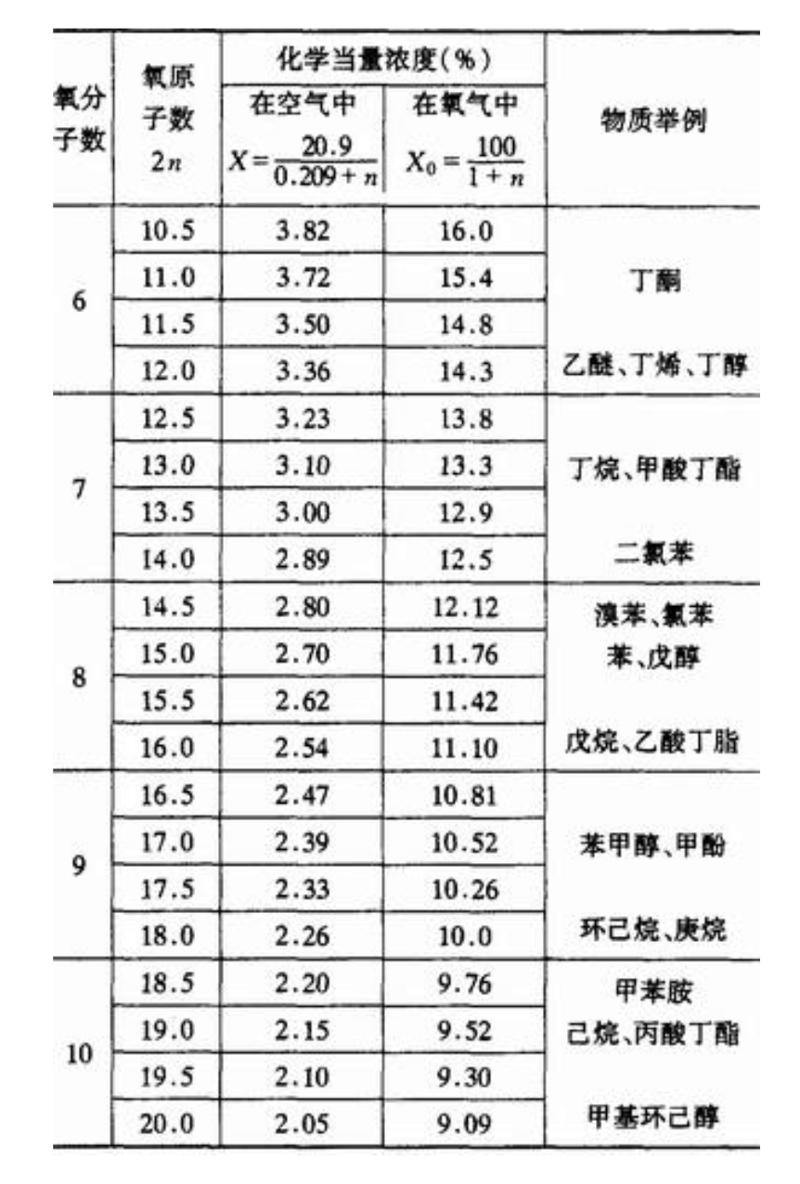 氧分子数 氧原子数 2n 化学当量浓度(%) 物质举例
在空气中 X=20.9/(0.209+n) 在氧气中 X₀=100/(1+n)
6 10.5 3.82 16.0
11.0 3.72 15.4 丁酮
11.5 3.50 14.8
12.0 3.36 14.3 乙醚、丁烯、丁醇
7 12.5 3.23 13.8
13.0 3.10 13.3 丁烷、甲酸丁酯
13.5 3.00 12.9
14.0 2.89 12.5 二氯苯
8 14.5 2.80 12.12 溴苯、氯苯
15.0 2.70 11.76 苯、戊醇
15.5 2.62 11.42
16.0 2.54 11.10 戊烷、乙酸丁脂
9 16.5 2.47 10.81
17.0 2.39 10.52 苯甲醇、甲酚
17.5 2.33 10.26
18.0 2.26 10.0 环己烷、庚烷
10 18.5 2.20 9.76 甲苯胺
19.0 2.15 9.52 己烷、丙酸丁酯
19.5 2.10 9.30
20.0 2.05 9.09 甲基环己醇